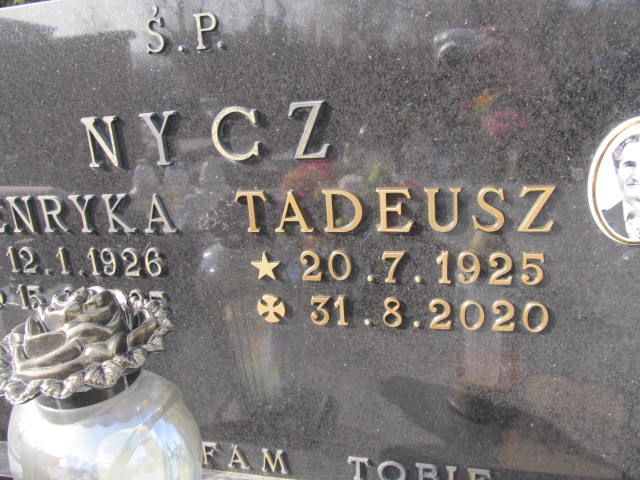 Ś.P.
NYCZ
ENRYKA TADEUSZ
12.1.1926 20.7.1925
31.8.2020
FAM TOBIE